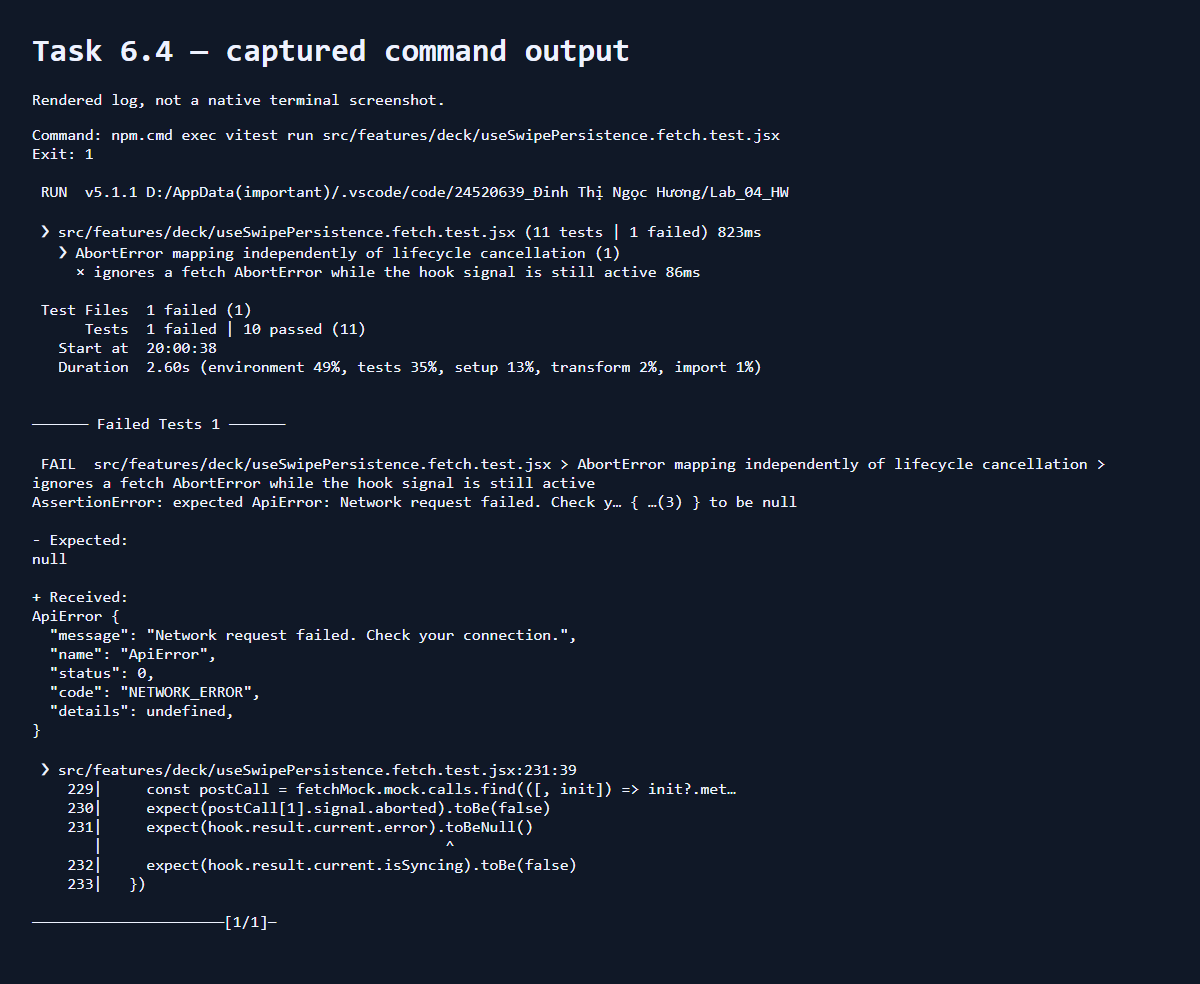 Task 6.4 — captured command output
Rendered log, not a native terminal screenshot.
Command: npm.cmd exec vitest run src/features/deck/useSwipePersistence.fetch.test.jsx
Exit: 1
RUN  v5.1.1 D:/AppData(important)/.vscode/code/24520639_Đinh Thị Ngọc Hương/Lab_04_HW
❯ src/features/deck/useSwipePersistence.fetch.test.jsx (11 tests | 1 failed) 823ms
❯ AbortError mapping independently of lifecycle cancellation (1)
× ignores a fetch AbortError while the hook signal is still active 86ms
Test Files  1 failed (1)
Tests  1 failed | 10 passed (11)
Start at  20:00:38
Duration  2.60s (environment 49%, tests 35%, setup 13%, transform 2%, import 1%)
─────── Failed Tests 1 ───────
FAIL  src/features/deck/useSwipePersistence.fetch.test.jsx > AbortError mapping independently of lifecycle cancellation >
ignores a fetch AbortError while the hook signal is still active
AssertionError: expected ApiError: Network request failed. Check y… { …(3) } to be null
- Expected:
null
+ Received:
ApiError {
"message": "Network request failed. Check your connection.",
"name": "ApiError",
"status": 0,
"code": "NETWORK_ERROR",
"details": undefined,
}
❯ src/features/deck/useSwipePersistence.fetch.test.jsx:231:39
229|     const postCall = fetchMock.mock.calls.find(([, init]) => init?.met…
230|     expect(postCall[1].signal.aborted).toBe(false)
231|     expect(hook.result.current.error).toBeNull()
|                                       ^
232|     expect(hook.result.current.isSyncing).toBe(false)
233|   })
──────────────────────[1/1]─